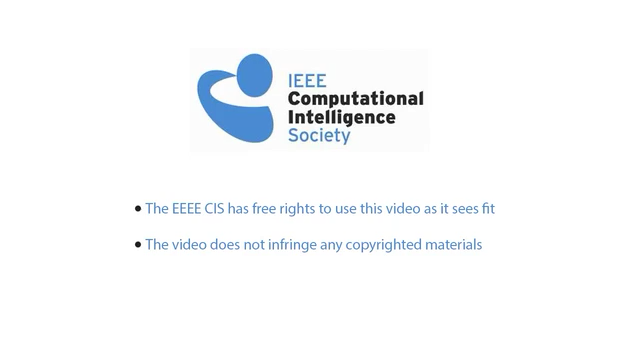 IEEE
Computational
Intelligence
Society
• The EEEE CIS has free rights to use this video as it sees fit
• The video does not infringe any copyrighted materials